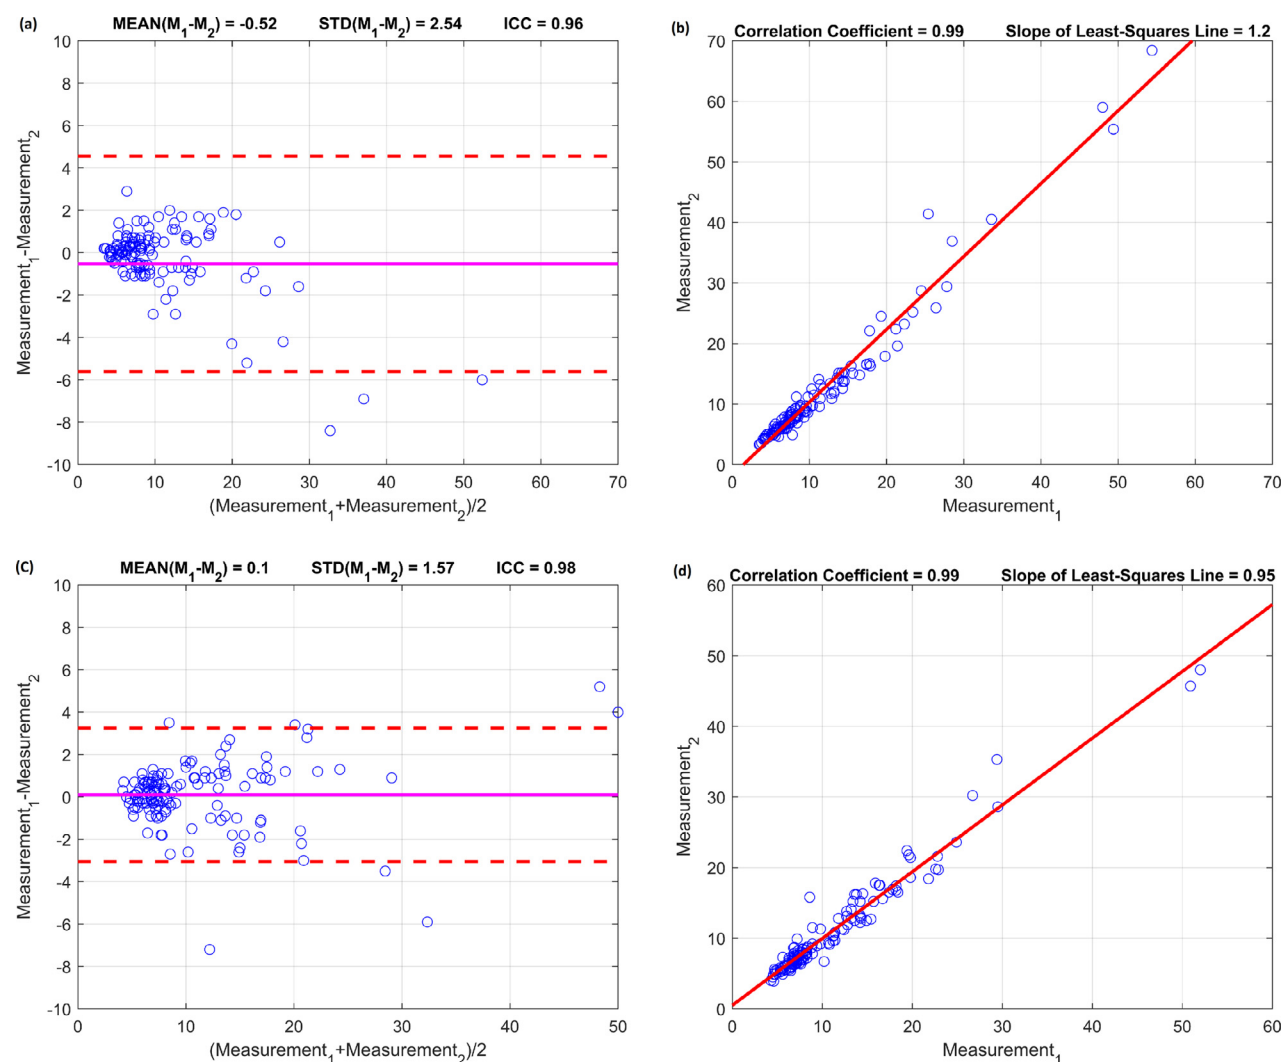 (a) MEAN(M1-M2) = -0.52 STD(M1-M2) = 2.54 ICC = 0.96
10
8
6
4
2
0
-2
-4
-6
-8
-10
Measurement1-Measurement2
0 10 20 30 40 50 60 70
(Measurement1+Measurement2)/2
(b) Correlation Coefficient = 0.99 Slope of Least-Squares Line = 1.2
70
60
50
40
30
20
10
0
Measurement2
0 10 20 30 40 50 60 70
Measurement1
(C) MEAN(M1-M2) = 0.1 STD(M1-M2) = 1.57 ICC = 0.98
10
8
6
4
2
0
-2
-4
-6
-8
-10
Measurement1-Measurement2
0 10 20 30 40 50
(Measurement1+Measurement2)/2
(d) Correlation Coefficient = 0.99 Slope of Least-Squares Line = 0.95
60
50
40
30
20
10
0
Measurement2
0 10 20 30 40 50 60
Measurement1